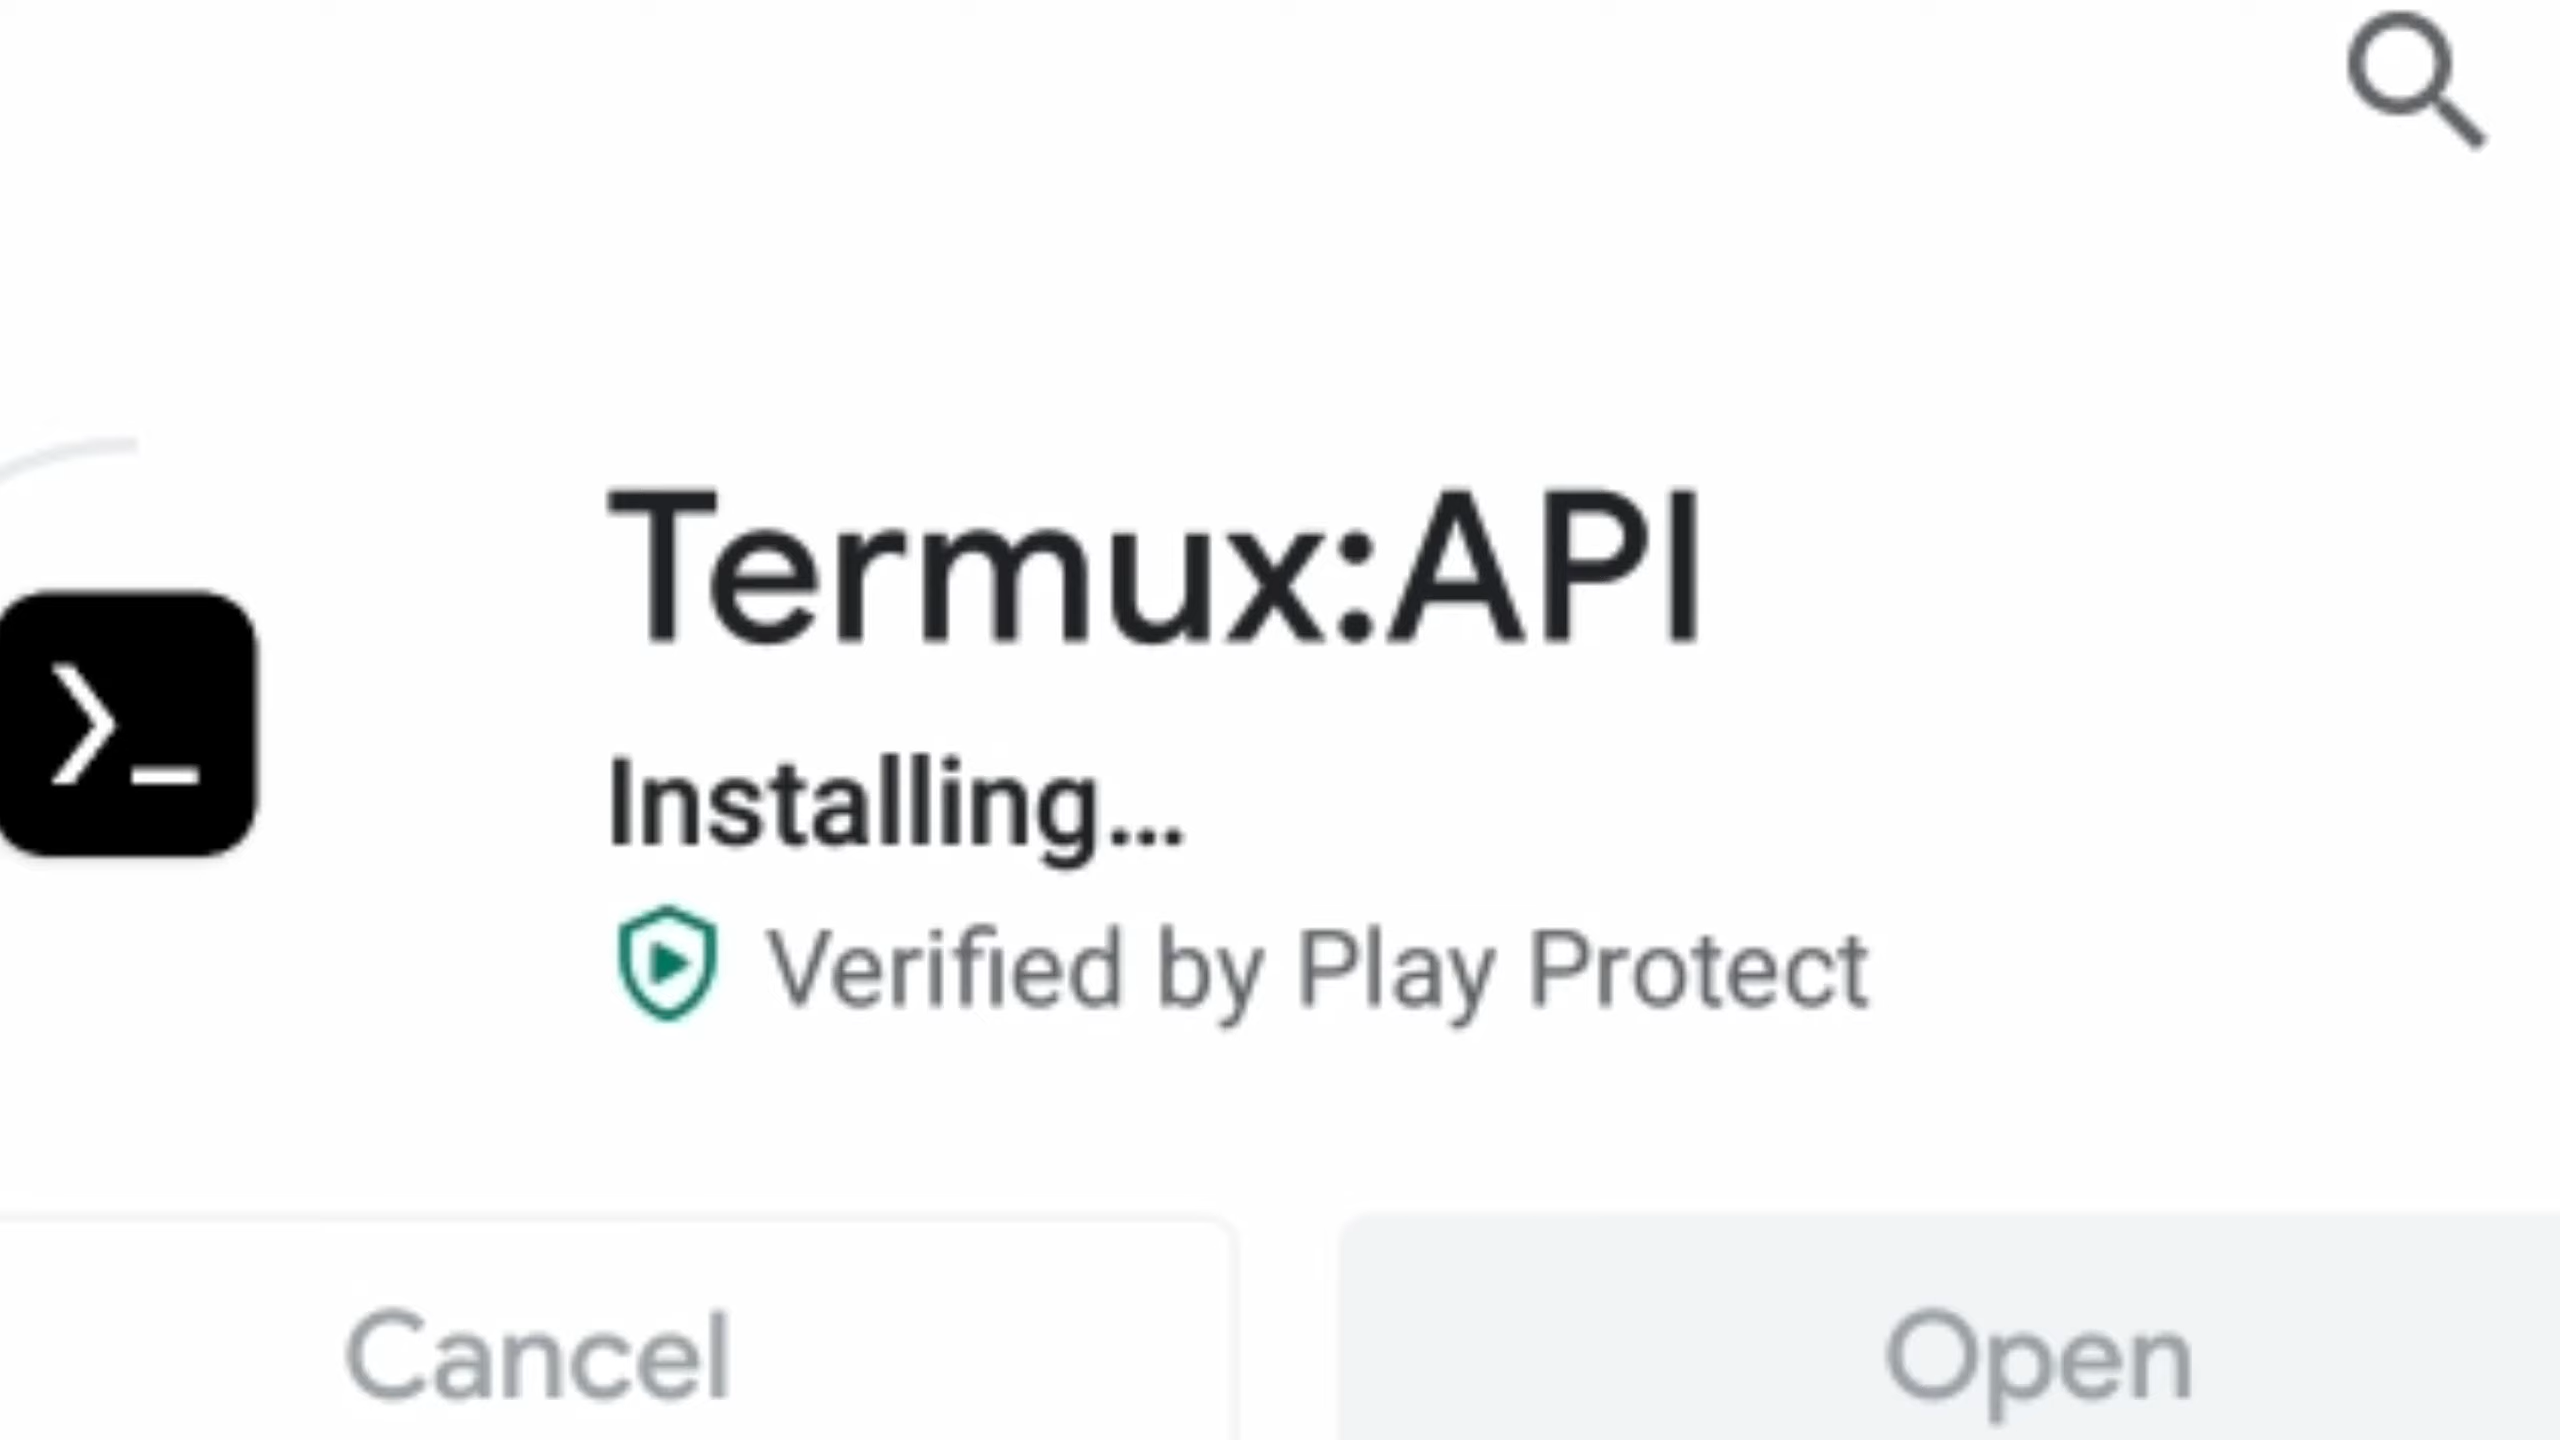 Termux:API
Installing...
Verified by Play Protect
Cancel
Open